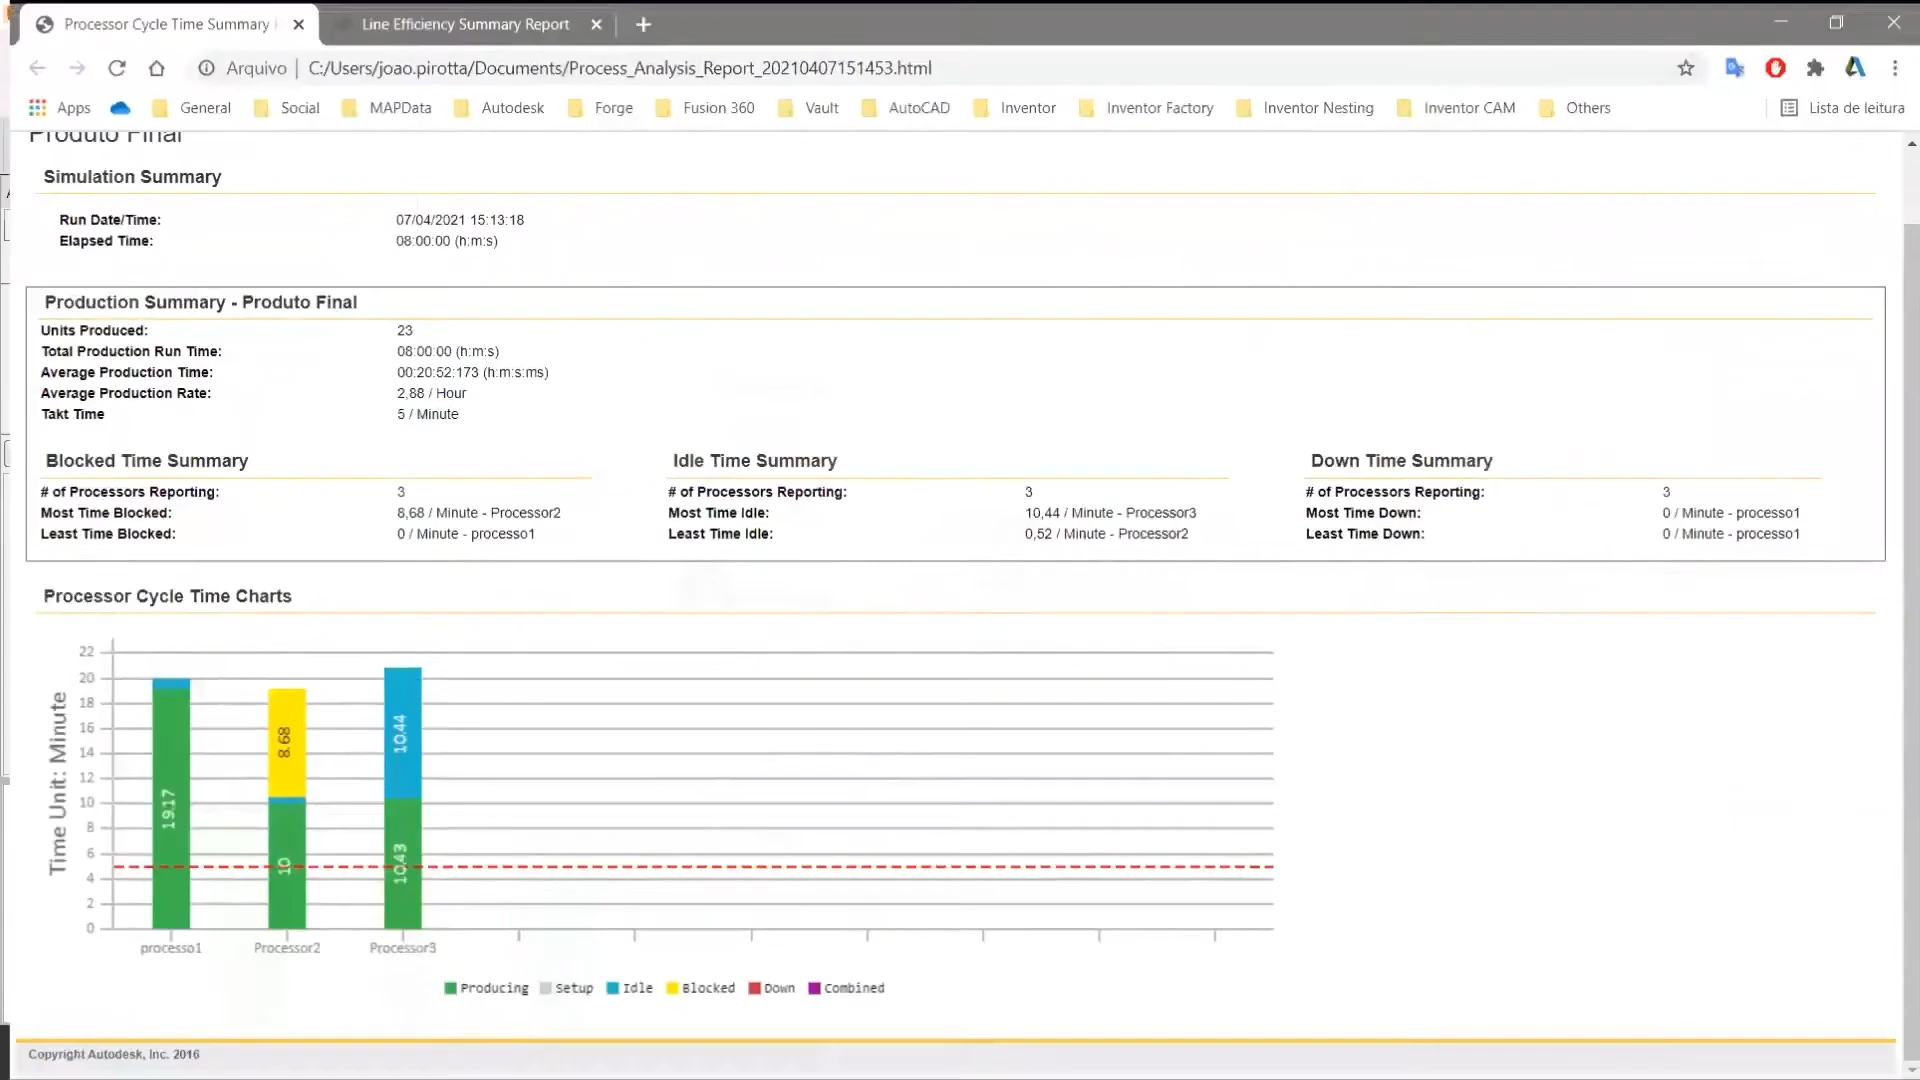 Processor Cycle Time Summary
Line Efficiency Summary Report
Arquivo
C:/Users/joao.pirotta/Documents/Process_Analysis_Report_20210407151453.html
Apps
General
Social
MAPData
Autodesk
Forge
Fusion 360
Vault
AutoCAD
Inventor
Inventor Factory
Inventor Nesting
Inventor CAM
Others
Lista de leitura
Produto Final
Simulation Summary
Run Date/Time: 07/04/2021 15:13:18
Elapsed Time: 08:00:00 (h:m:s)
Production Summary - Produto Final
Units Produced: 23
Total Production Run Time: 08:00:00 (h:m:s)
Average Production Time: 00:20:52:173 (h:m:s:ms)
Average Production Rate: 2,88 / Hour
Takt Time 5 / Minute
Blocked Time Summary
# of Processors Reporting: 3
Most Time Blocked: 8,68 / Minute - Processor2
Least Time Blocked: 0 / Minute - processo1
Idle Time Summary
# of Processors Reporting: 3
Most Time Idle: 10,44 / Minute - Processor3
Least Time Idle: 0,52 / Minute - Processor2
Down Time Summary
# of Processors Reporting: 3
Most Time Down: 0 / Minute - processo1
Least Time Down: 0 / Minute - processo1
Processor Cycle Time Charts
Time Unit: Minute
22
20
18
16
14
12
10
8
6
4
2
0
19.17
8.68
10
10.44
10.43
processo1
Processor2
Processor3
Producing
Setup
Idle
Blocked
Down
Combined
Copyright Autodesk, Inc. 2016